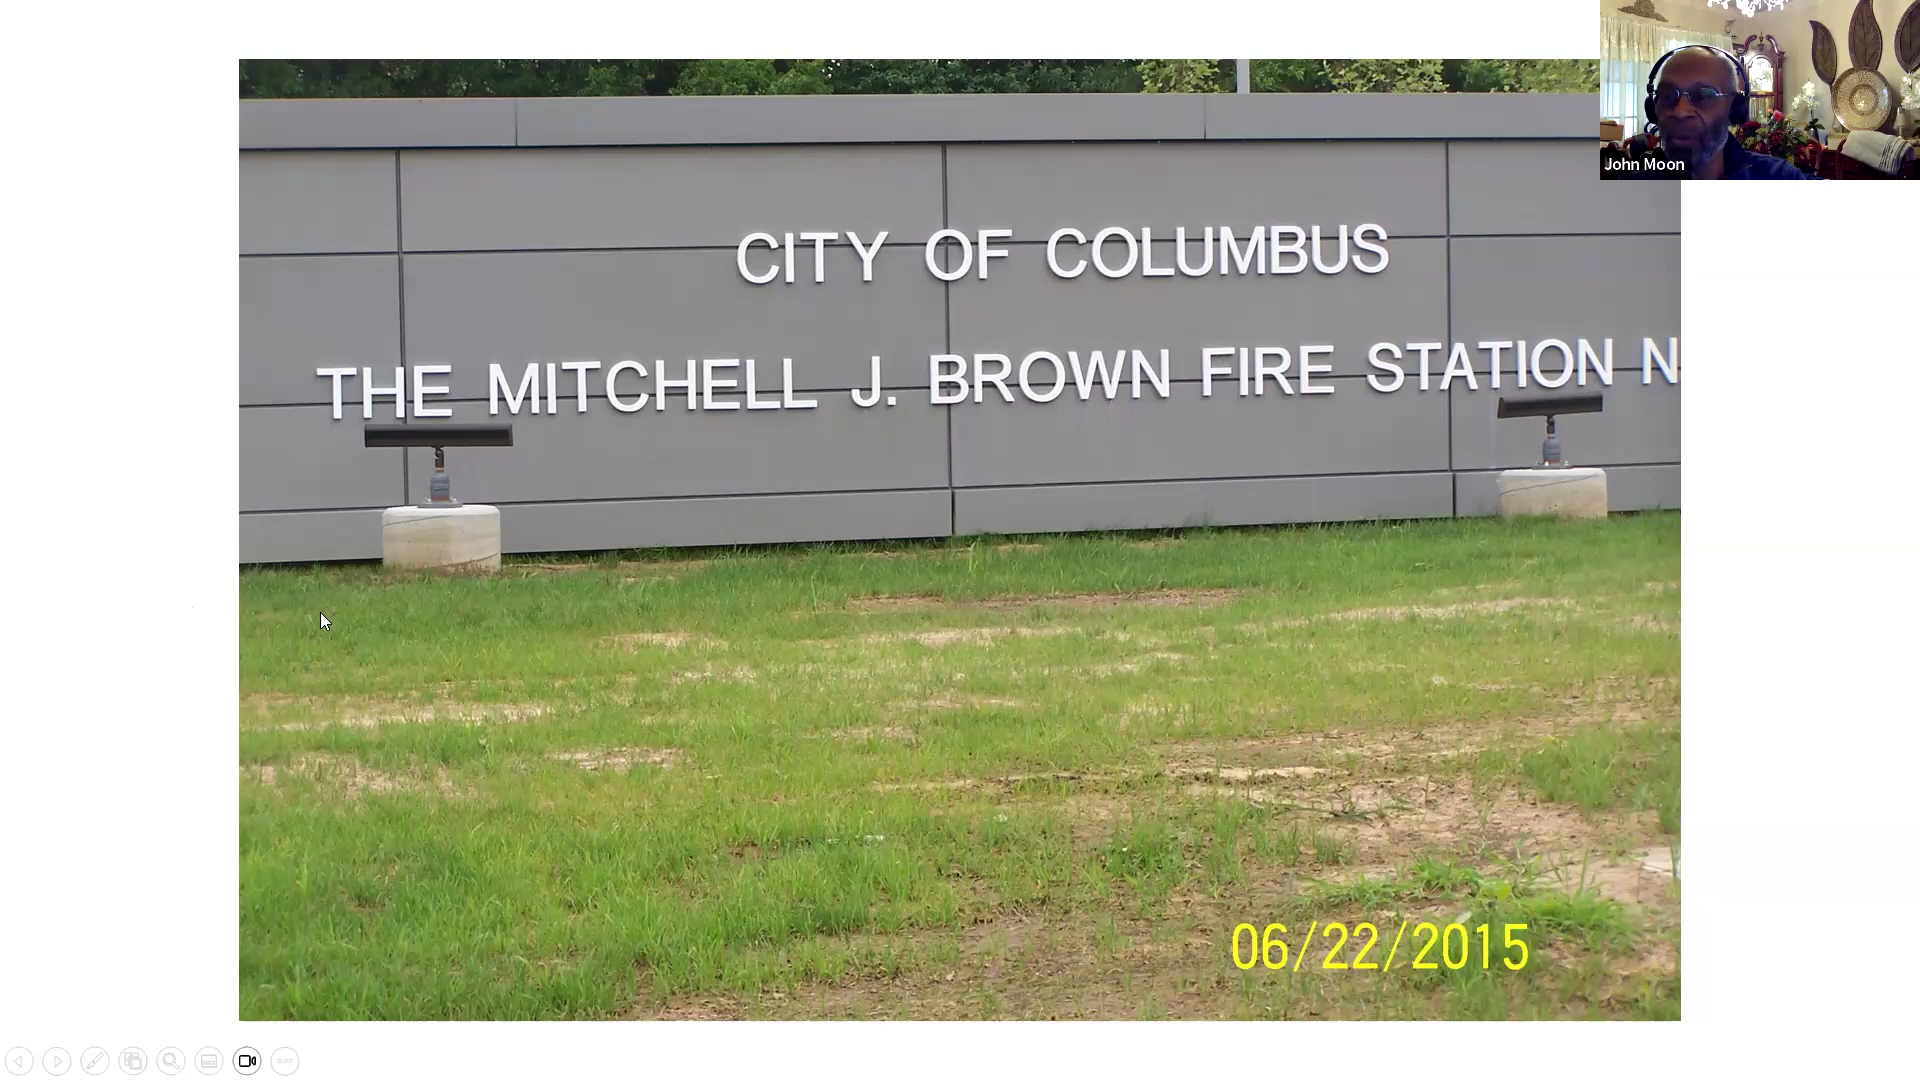 John Moon
CITY OF COLUMBUS
THE MITCHELL J. BROWN FIRE STATION N
06/22/2015